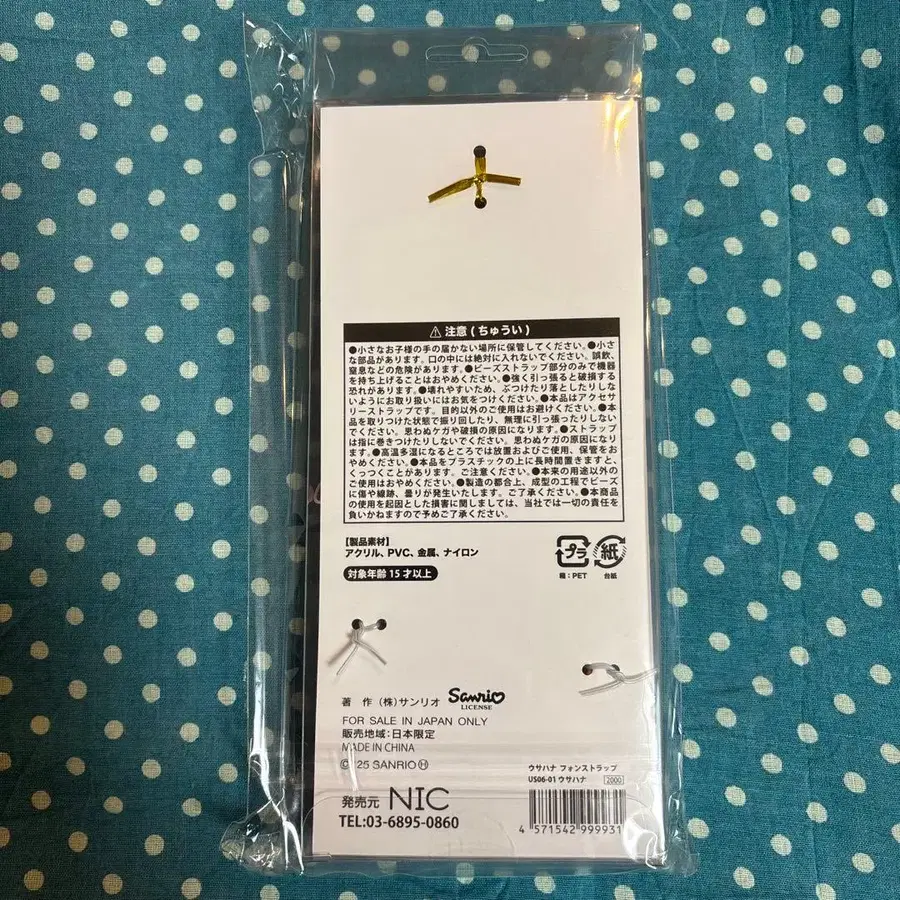 ⚠ 注意(ちゅうい)
●小さなお子様の手の届かない場所に保管してください。●小さ
な部品があります。口の中には絶対に入れないでください。誤飲、
窒息などの危険があります。●ビーズストラップ部分のみで機器
を持ち上げることはおやめください。●強く引っ張ると破損する
恐れがあります。●壊れやすいため、ぶつけたり落としたりしな
いようにお取り扱いにはお気をつけください。●本品はアクセサ
リーストラップです。目的以外のご使用はお避けください。●本
品を取りつけた状態で振り回したり、無理に引っ張ったりしない
でください。思わぬケガや破損の原因になります。●ストラップ
は指に巻きつけたりしないでください。思わぬケガの原因になり
ます。●高温多湿になるところでは放置およびご使用、保管をお
やめください。●本品をプラスチックの上に長時間置きますと、
くっつくことがあります。ご注意ください。●本来の用途以外の
ご使用はおやめください。●製造の都合上、成型の工程でビーズ
に傷や線跡、曇りが発生いたします。ご了承ください。●本商品
の使用を起因とした損害に関しましては、当社では一切の責任を
負いかねますので予めご了承ください。
【製品素材】
アクリル、PVC、金属、ナイロン
対象年齢15才以上
プラ 紙
箱:PET 台紙
著 作 (株)サンリオ Sanrio
LICENSE
FOR SALE IN JAPAN ONLY
販売地域:日本限定
MADE IN CHINA
©'25 SANRIO Ⓗ
発売元 NIC
TEL:03-6895-0860
ウサハナ フォンストラップ
US06-01 ウサハナ 2000
4 571542 999931